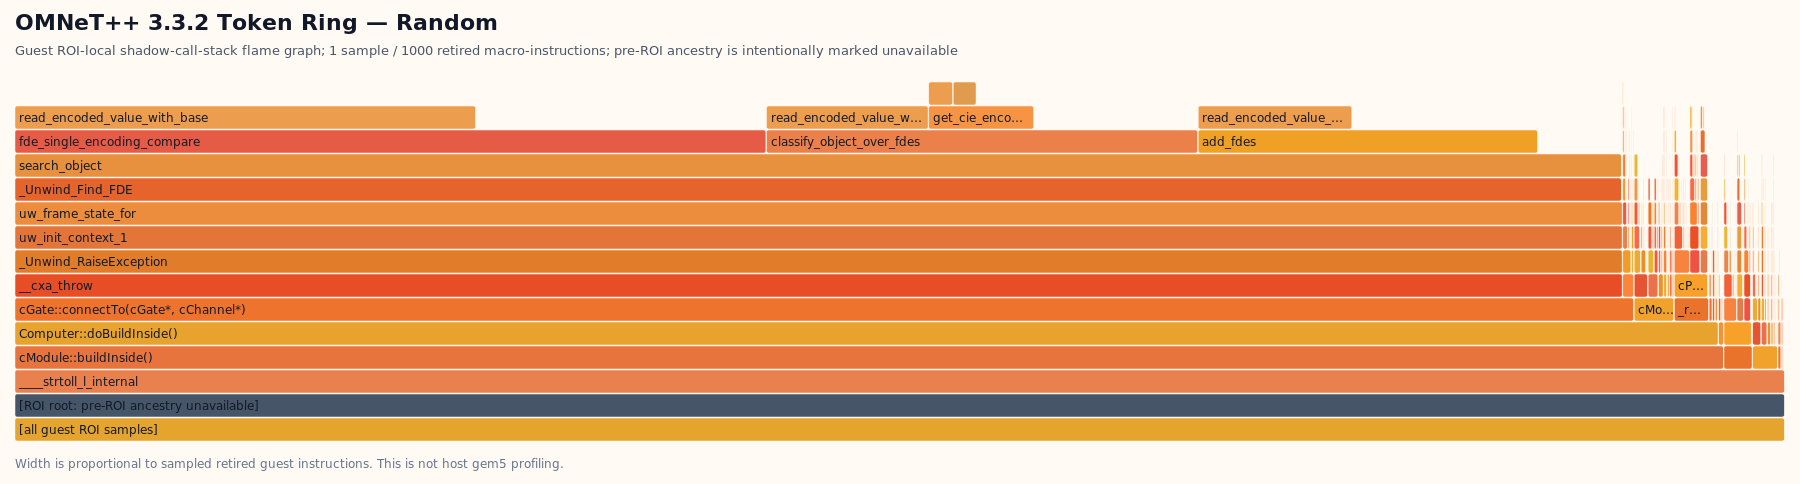 OMNeT++ 3.3.2 Token Ring — Random
Guest ROI-local shadow-call-stack flame graph; 1 sample / 1000 retired macro-instructions; pre-ROI ancestry is intentionally marked unavailable
read_encoded_value_with_base
read_encoded_value_w...
get_cie_enco...
read_encoded_value_...
fde_single_encoding_compare
classify_object_over_fdes
add_fdes
search_object
_Unwind_Find_FDE
uw_frame_state_for
uw_init_context_1
_Unwind_RaiseException
__cxa_throw
cP...
cGate::connectTo(cGate*, cChannel*)
cMo...
_r...
Computer::doBuildInside()
cModule::buildInside()
____strtoll_l_internal
[ROI root: pre-ROI ancestry unavailable]
[all guest ROI samples]
Width is proportional to sampled retired guest instructions. This is not host gem5 profiling.